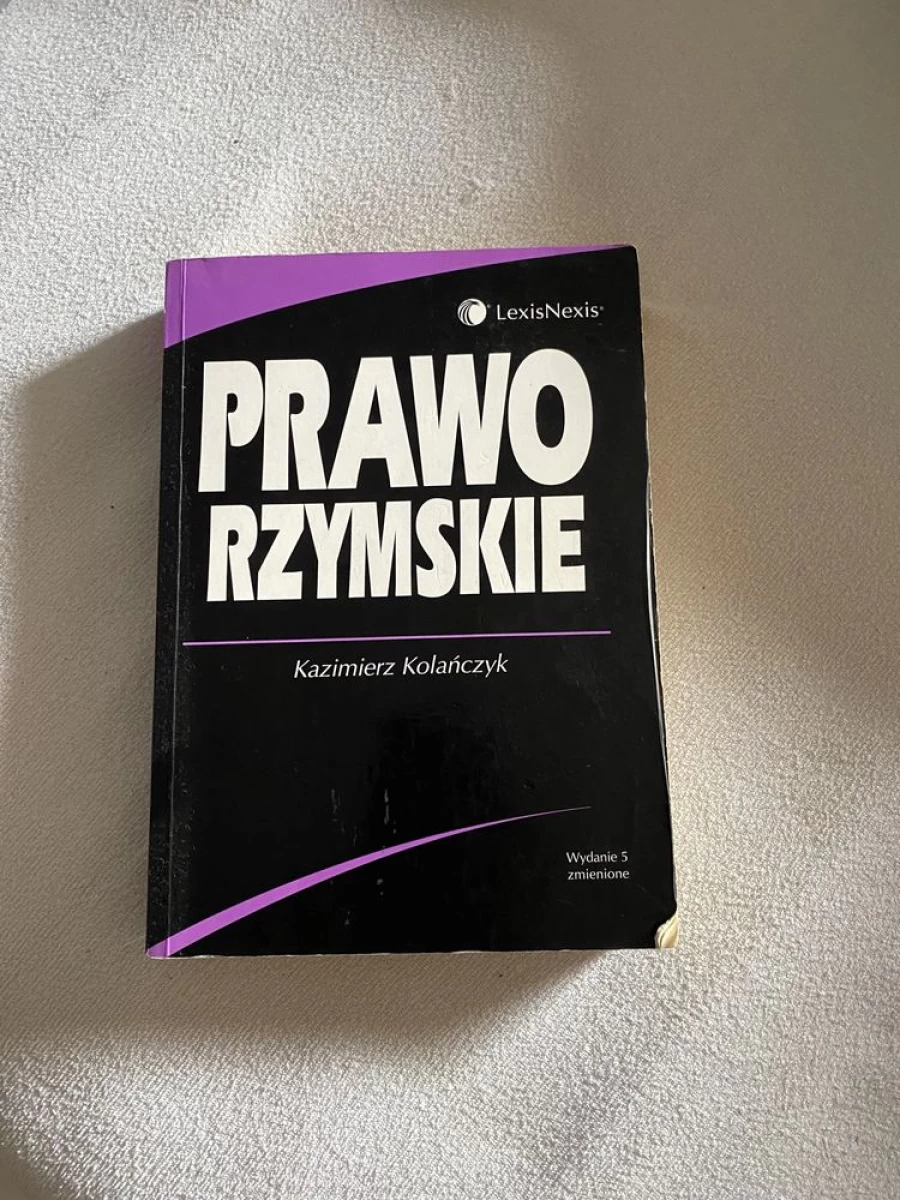 LexisNexis®
PRAWO
RZYMSKIE
Kazimierz Kolańczyk
Wydanie 5
zmienione